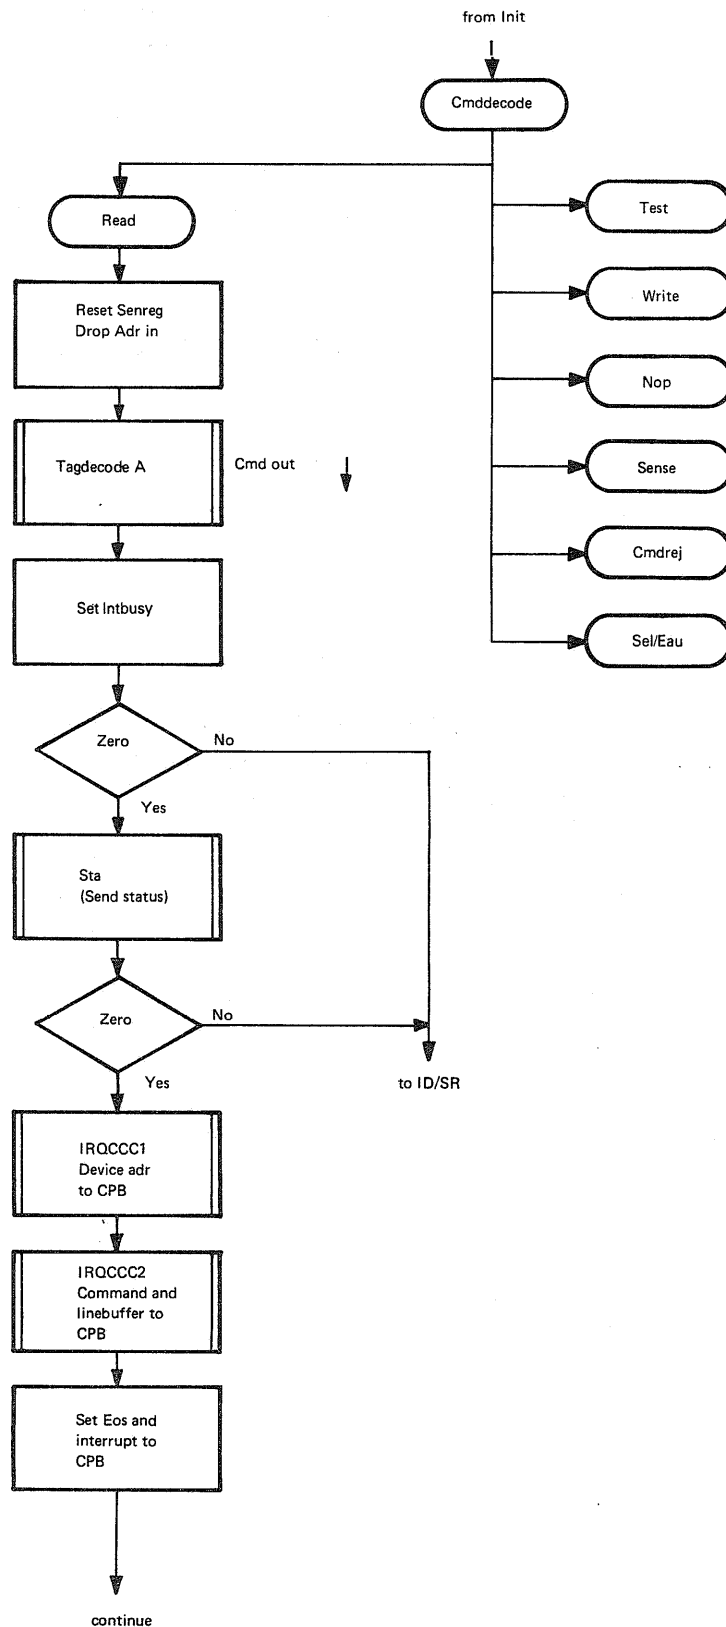 from Init
Cmddecode
Read
Test
Write
Nop
Sense
Cmdrej
Sel/Eau
Reset Senreg
Drop Adr in
Tagdecode A
Cmd out
Set Intbusy
Zero
No
Yes
Sta
(Send status)
Zero
No
Yes
to ID/SR
IRQCCC1
Device adr
to CPB
IRQCCC2
Command and
linebuffer to
CPB
Set Eos and
interrupt to
CPB
continue